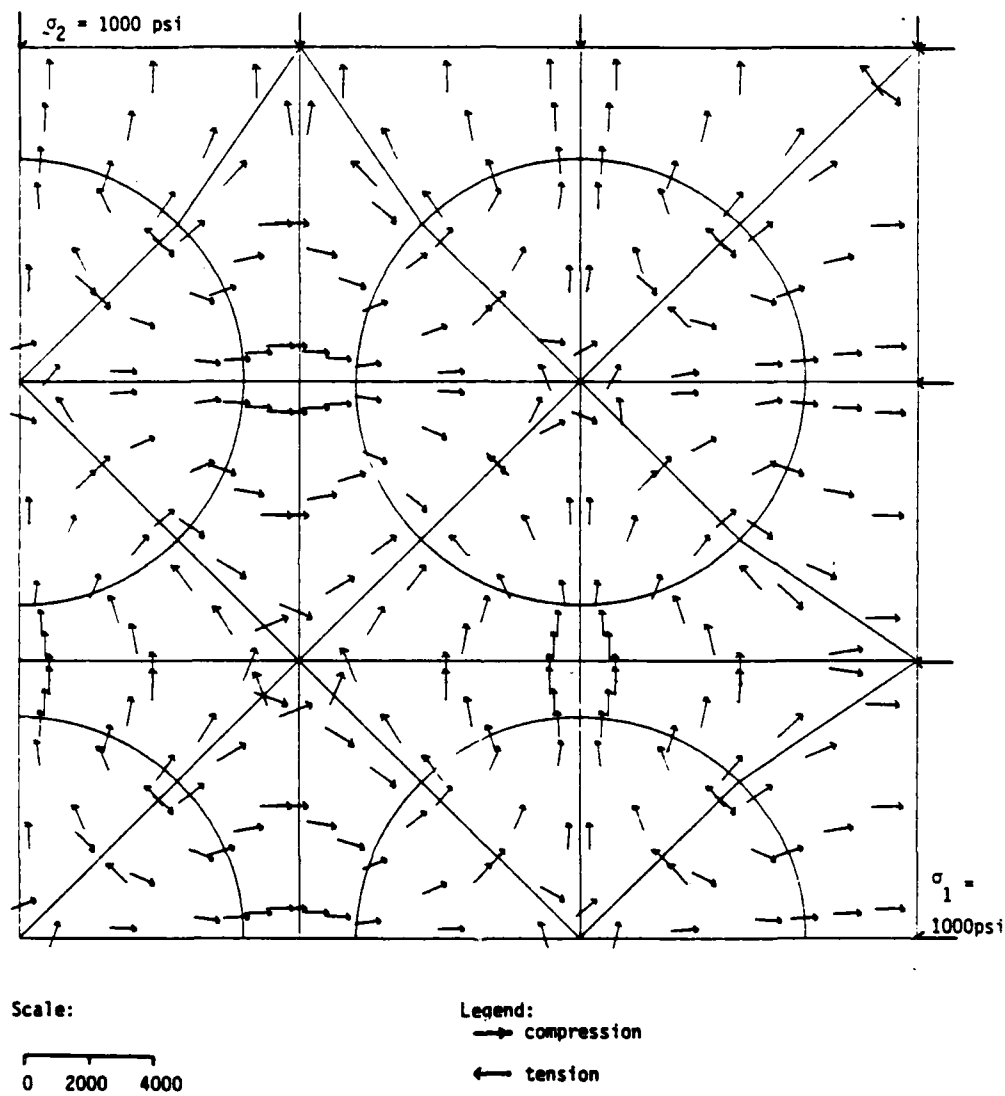 σ2 = 1000 psi
σ1 =
1000psi
Scale:
0 2000 4000
Legend:
compression
tension